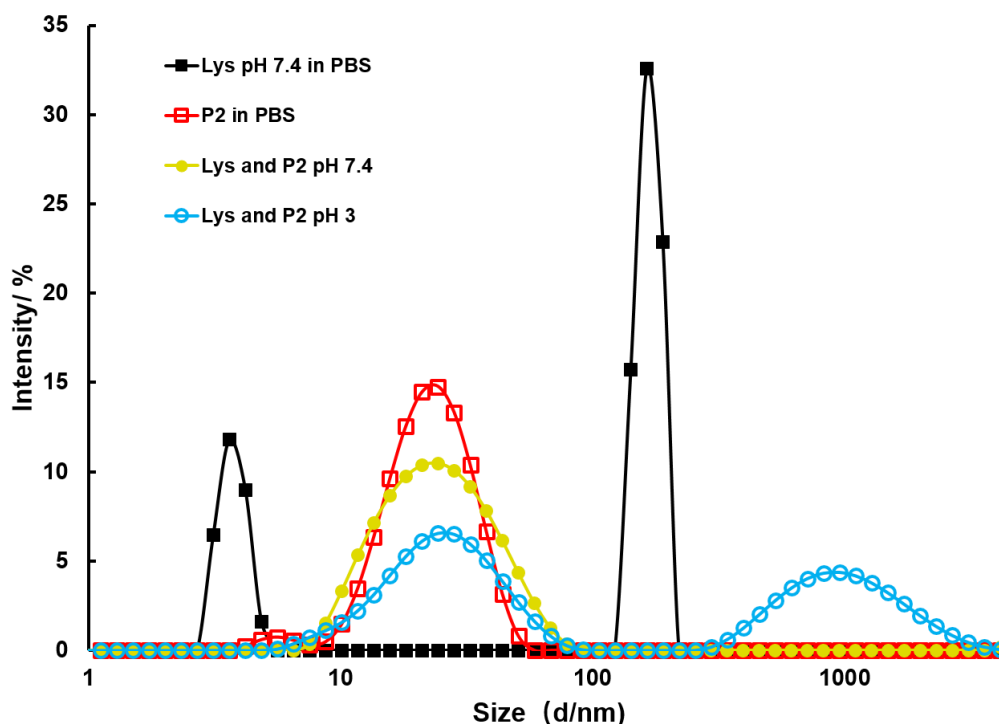 35
30
25
20
15
10
5
0
Intensity/ %
Lys pH 7.4 in PBS
P2 in PBS
Lys and P2 pH 7.4
Lys and P2 pH 3
1 10 100 1000
Size（d/nm)